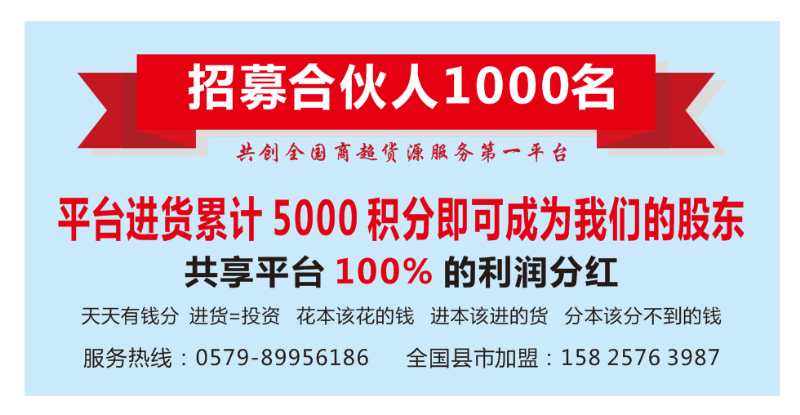 招募合伙人1000名
共创全国商超货源服务第一平台
平台进货累计 5000 积分即可成为我们的股东
共享平台 100% 的利润分红
天天有钱分 进货=投资 花本该花的钱 进本该进的货 分本该分不到的钱
服务热线：0579-89956186 全国县市加盟：158 2576 3987